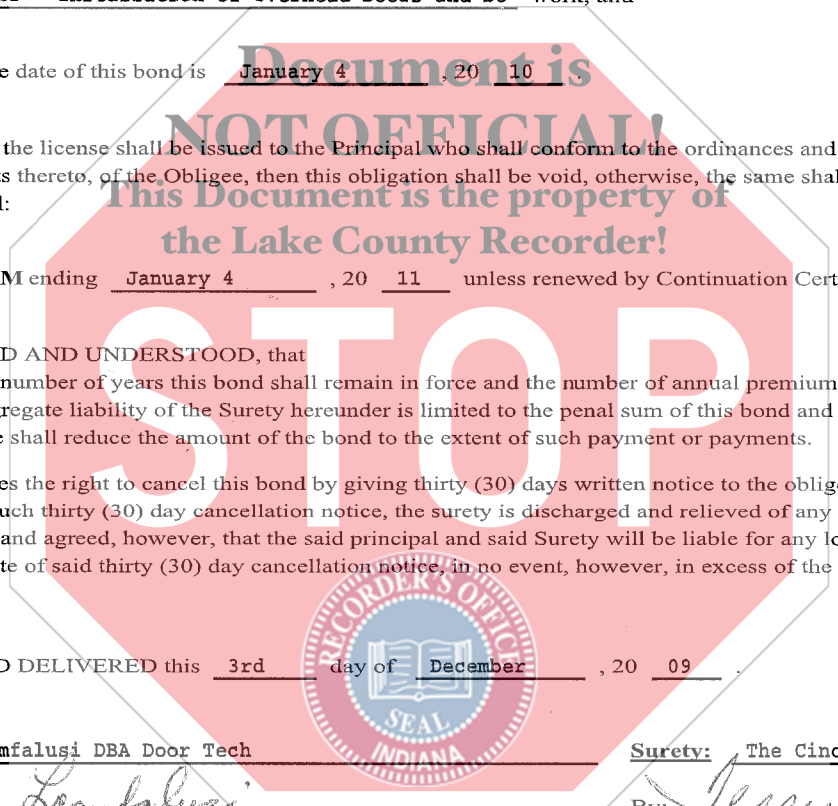 Installation of Overhead Doors and Se work, and
Document is
e date of this bond is January 4 , 20 10 .
NOT OFFICIAL!
the license shall be issued to the Principal who shall conform to the ordinances and
s thereto, of the Obligee, then this obligation shall be void, otherwise, the same shal
This Document is the property of
l:
the Lake County Recorder!
M ending January 4 , 20 11 unless renewed by Continuation Cert
STOP
D AND UNDERSTOOD, that
number of years this bond shall remain in force and the number of annual premium
regate liability of the Surety hereunder is limited to the penal sum of this bond and
e shall reduce the amount of the bond to the extent of such payment or payments.
es the right to cancel this bond by giving thirty (30) days written notice to the oblige
uch thirty (30) day cancellation notice, the surety is discharged and relieved of any
and agreed, however, that the said principal and said Surety will be liable for any lo
te of said thirty (30) day cancellation notice, in no event, however, in excess of the
RECORDER'S OFFICE
D DELIVERED this 3rd day of December , 20 09 .
SEAL
INDIANA
mfalusi DBA Door Tech Surety: The Cinc